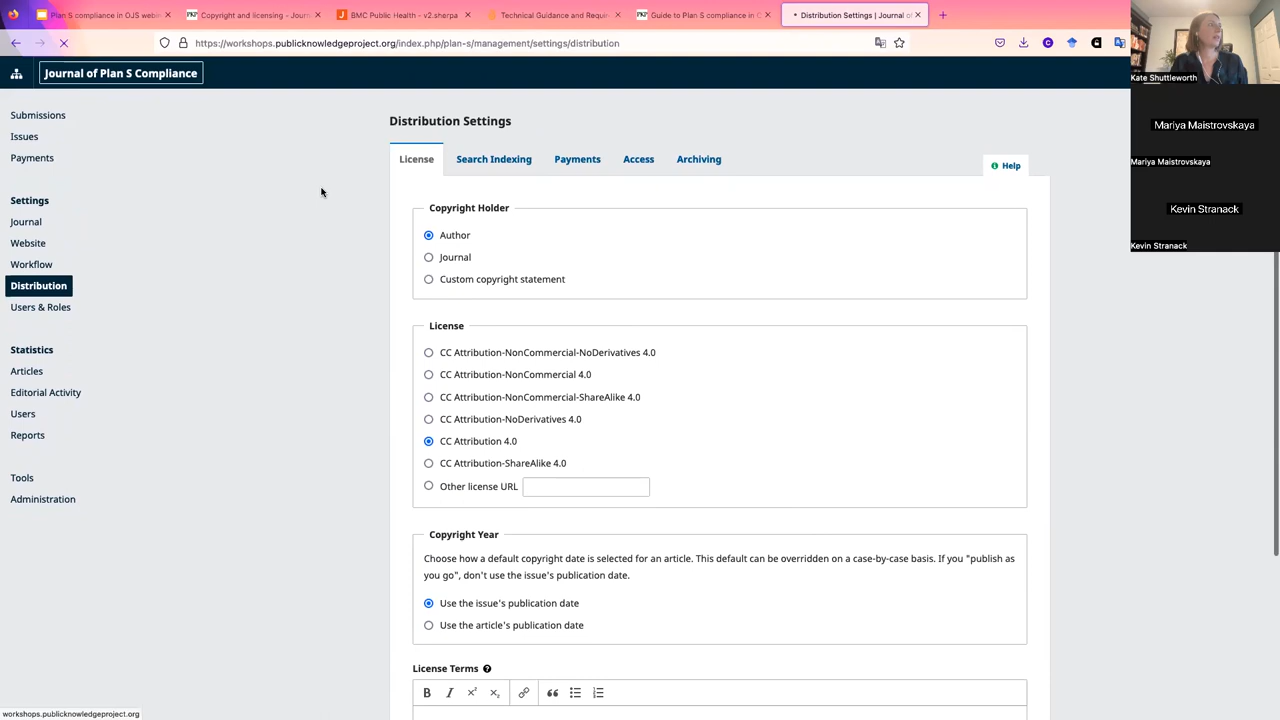 Plan S compliance in OJS webin
Copyright and licensing - Journ
BMC Public Health - v2.sherpa
Technical Guidance and Require
Guide to Plan S compliance in O
Distribution Settings | Journal of
https://workshops.publicknowledgeproject.org/index.php/plan-s/management/settings/distribution
Journal of Plan S Compliance
Submissions
Issues
Payments
Settings
Journal
Website
Workflow
Distribution
Users & Roles
Statistics
Articles
Editorial Activity
Users
Reports
Tools
Administration
Distribution Settings
License
Search Indexing
Payments
Access
Archiving
Help
Copyright Holder
Author
Journal
Custom copyright statement
License
CC Attribution-NonCommercial-NoDerivatives 4.0
CC Attribution-NonCommercial 4.0
CC Attribution-NonCommercial-ShareAlike 4.0
CC Attribution-NoDerivatives 4.0
CC Attribution 4.0
CC Attribution-ShareAlike 4.0
Other license URL
Copyright Year
Choose how a default copyright date is selected for an article. This default can be overridden on a case-by-case basis. If you "publish as
you go", don't use the issue's publication date.
Use the issue's publication date
Use the article's publication date
License Terms
Kate Shuttleworth
Mariya Maistrovskaya
Mariya Maistrovskaya
Kevin Stranack
Kevin Stranack
workshops.publicknowledgeproject.org